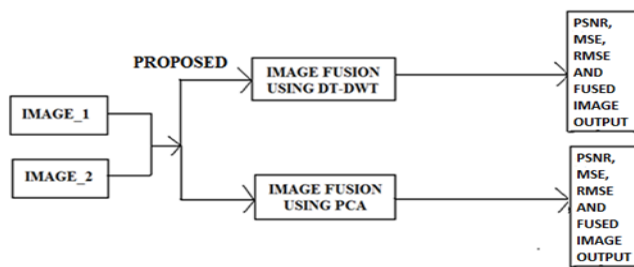 PROPOSED
IMAGE_1
IMAGE_2
IMAGE FUSION
USING DT-DWT
IMAGE FUSION
USING PCA
PSNR,
MSE,
RMSE
AND
FUSED
IMAGE
OUTPUT
PSNR,
MSE,
RMSE
AND
FUSED
IMAGE
OUTPUT